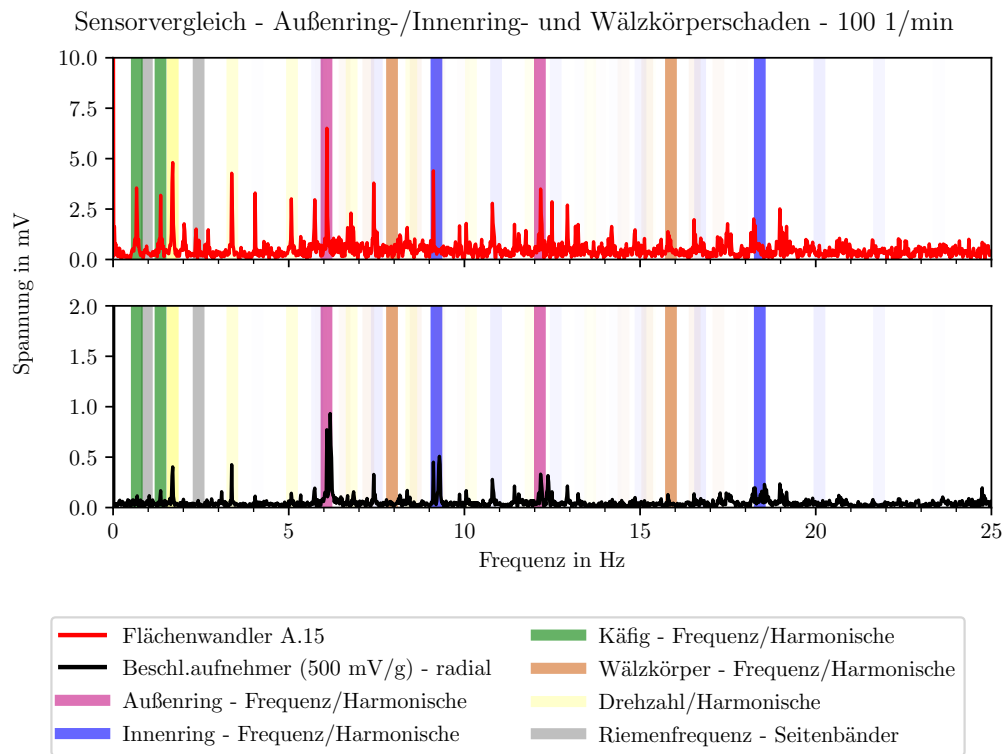 Sensorvergleich - Außenring-/Innenring- und Wälzkörperschaden - 100 1/min
10.0
7.5
5.0
2.5
0.0
Spannung in mV
2.0
1.5
1.0
0.5
0.0
0 5 10 15 20 25
Frequenz in Hz
Flächenwandler A.15
Beschl.aufnehmer (500 mV/g) - radial
Außenring - Frequenz/Harmonische
Innenring - Frequenz/Harmonische
Käfig - Frequenz/Harmonische
Wälzkörper - Frequenz/Harmonische
Drehzahl/Harmonische
Riemenfrequenz - Seitenbänder